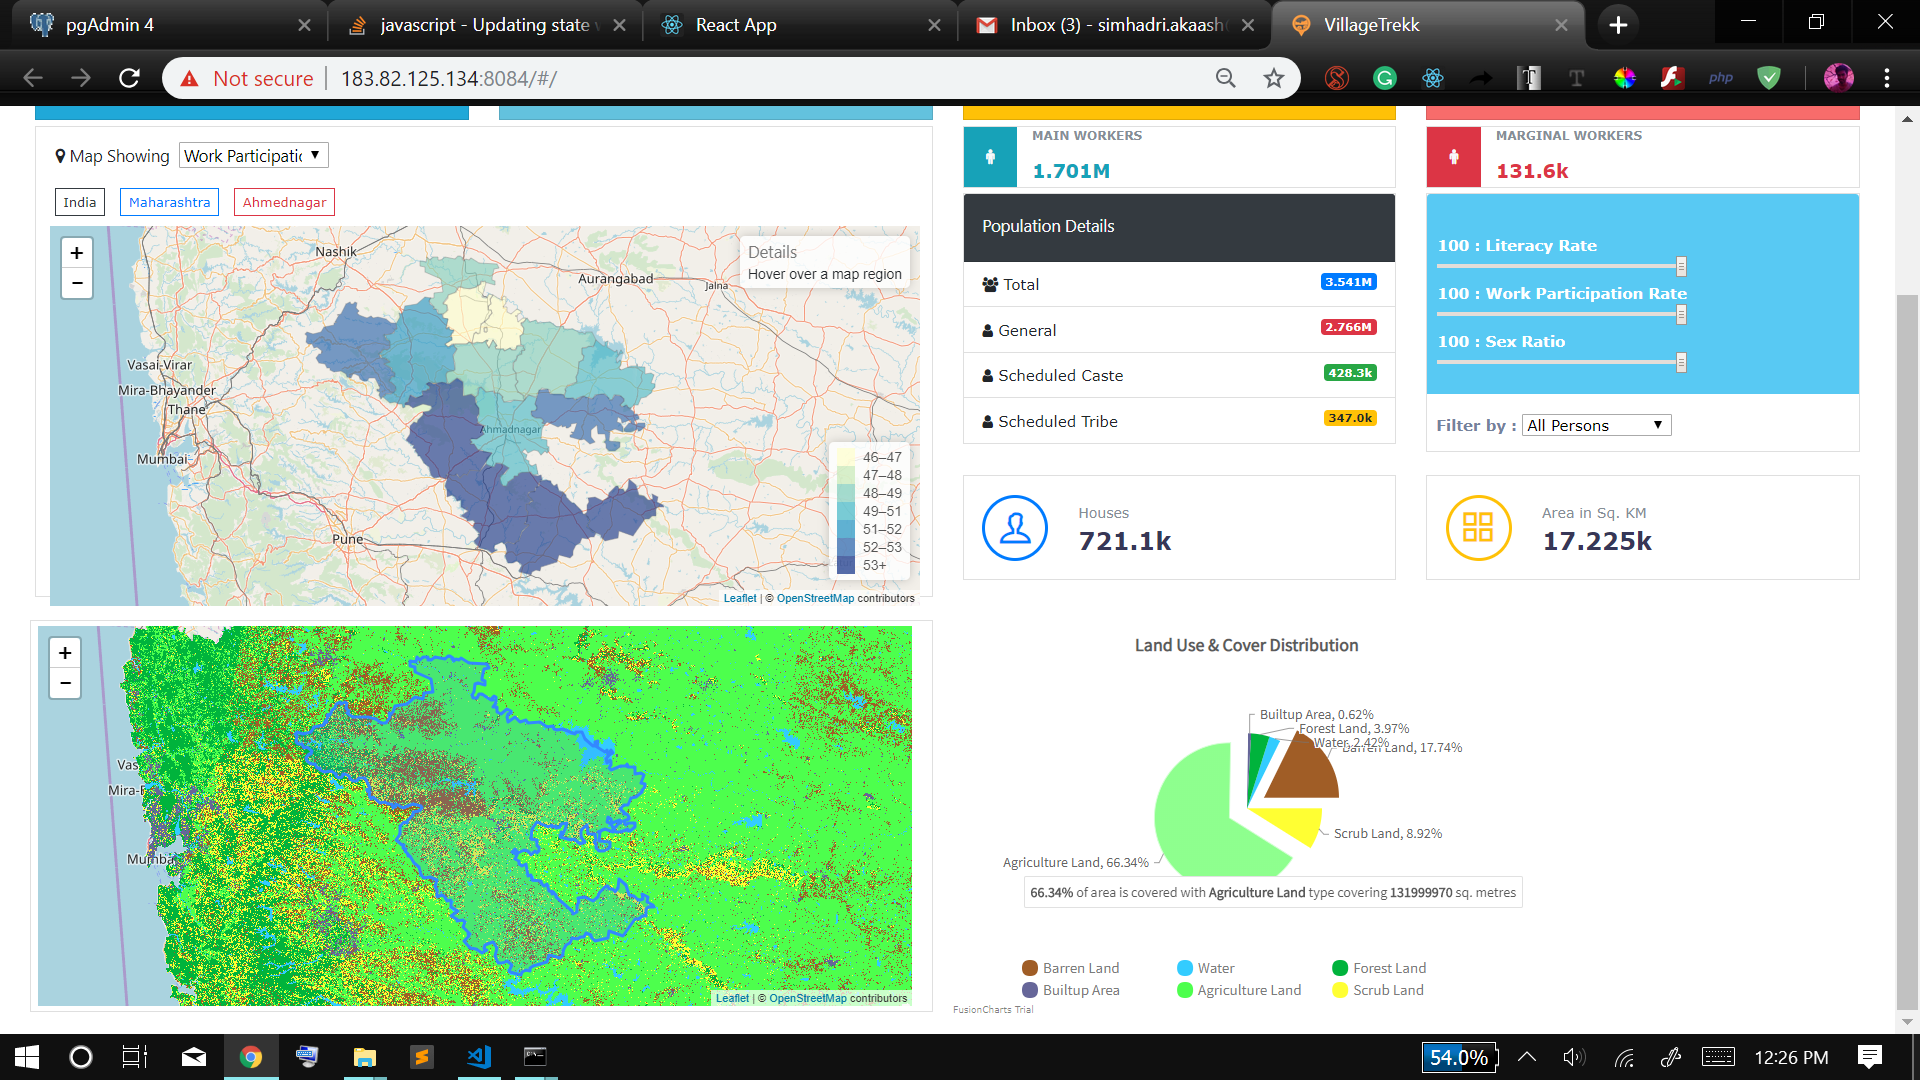 pgAdmin 4
javascript - Updating state
React App
Inbox (3) - simhadri.akaash
VillageTrekk
Not secure
183.82.125.134:8084/#/
php
Map Showing
Work Participatic
India
Maharashtra
Ahmednagar
+
−
Nashik
Aurangabad
Jalna
Vasai-Virar
Mira-Bhayander
Thane
Mumbai
Pune
Ahmadnagar
Details
Hover over a map region
46–47
47–48
48–49
49–51
51–52
52–53
53+
Leaflet | © OpenStreetMap contributors
MAIN WORKERS
1.701M
MARGINAL WORKERS
131.6k
Population Details
Total
3.541M
General
2.766M
Scheduled Caste
428.3k
Scheduled Tribe
347.0k
100 : Literacy Rate
100 : Work Participation Rate
100 : Sex Ratio
Filter by :
All Persons
Houses
721.1k
Area in Sq. KM
17.225k
+
−
Vas
Mira-
Mumba
Leaflet | © OpenStreetMap contributors
Land Use & Cover Distribution
Builtup Area, 0.62%
Forest Land, 3.97%
Water, 2.42%
Barren Land, 17.74%
Scrub Land, 8.92%
Agriculture Land, 66.34%
66.34% of area is covered with Agriculture Land type covering 131999970 sq. metres
Barren Land
Water
Forest Land
Builtup Area
Agriculture Land
Scrub Land
FusionCharts Trial
54.0%
12:26 PM